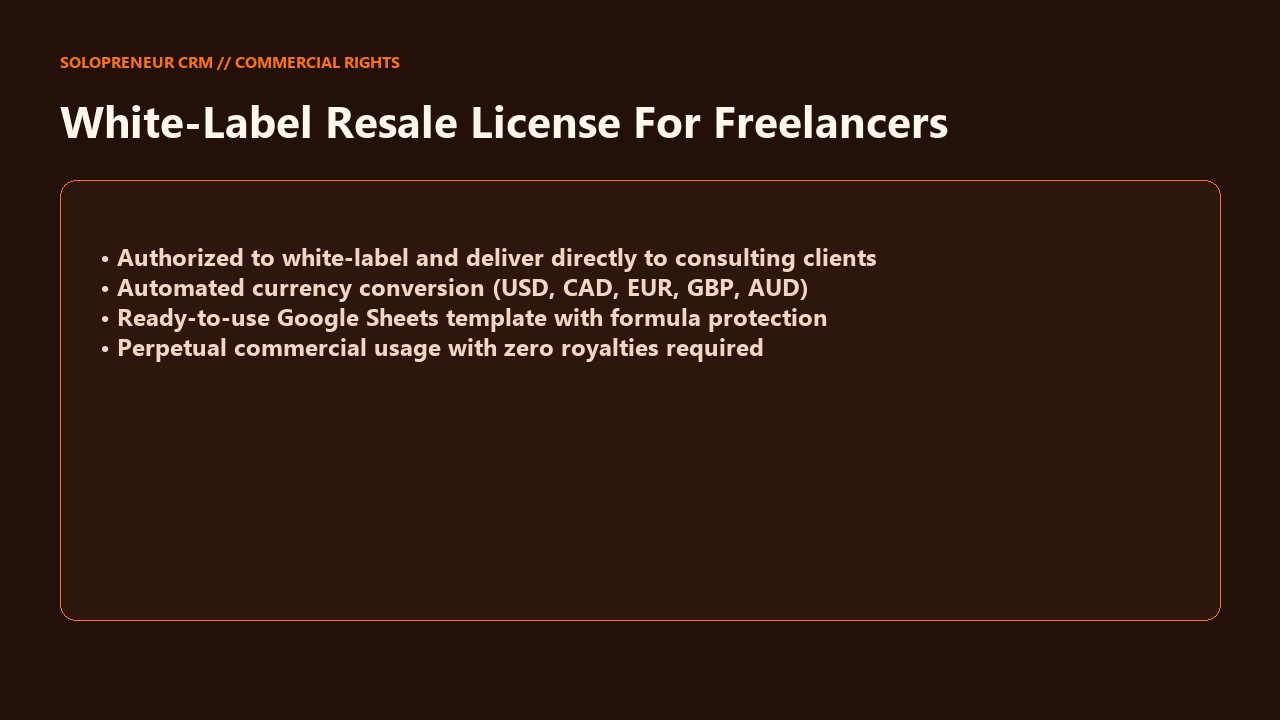 SOLOPRENEUR CRM // COMMERCIAL RIGHTS
White-Label Resale License For Freelancers
• Authorized to white-label and deliver directly to consulting clients
• Automated currency conversion (USD, CAD, EUR, GBP, AUD)
• Ready-to-use Google Sheets template with formula protection
• Perpetual commercial usage with zero royalties required